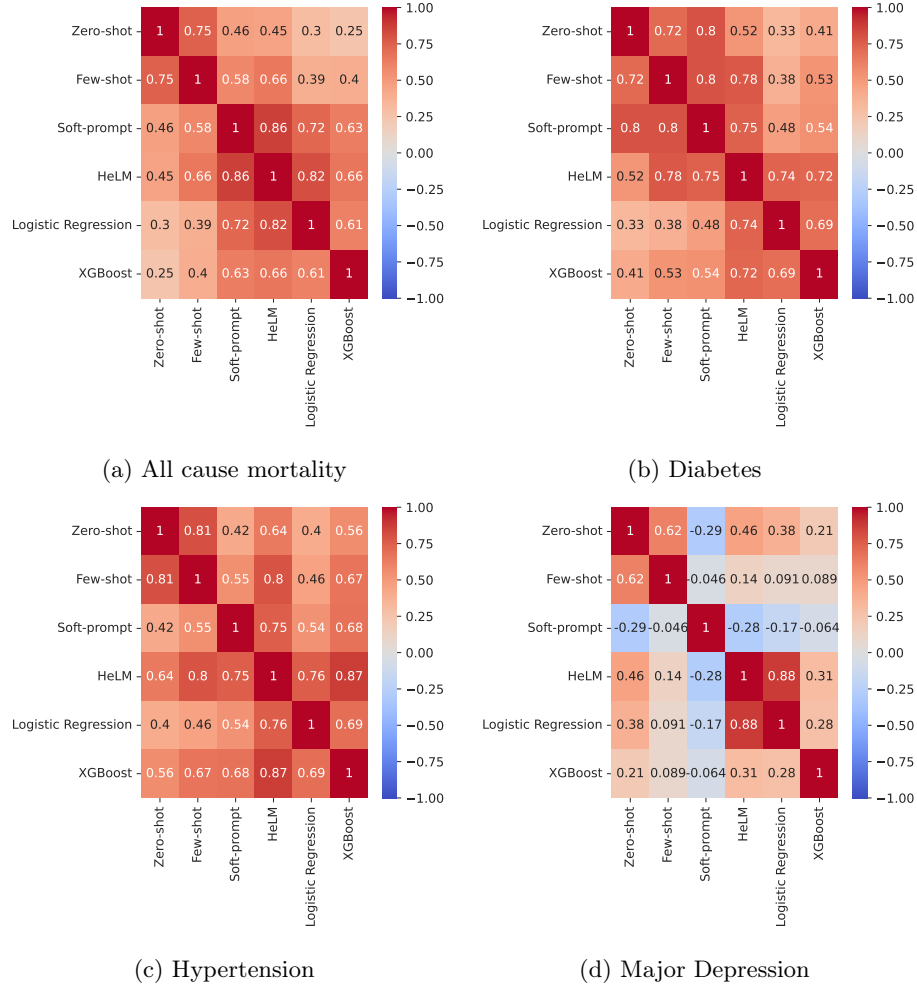 Zero-shot 1 0.75 0.46 0.45 0.3 0.25
Few-shot 0.75 1 0.58 0.66 0.39 0.4
Soft-prompt 0.46 0.58 1 0.86 0.72 0.63
HeLM 0.45 0.66 0.86 1 0.82 0.66
Logistic Regression 0.3 0.39 0.72 0.82 1 0.61
XGBoost 0.25 0.4 0.63 0.66 0.61 1
Zero-shot Few-shot Soft-prompt HeLM Logistic Regression XGBoost
1.00
0.75
0.50
0.25
0.00
−0.25
−0.50
−0.75
−1.00
(a) All cause mortality
Zero-shot 1 0.72 0.8 0.52 0.33 0.41
Few-shot 0.72 1 0.8 0.78 0.38 0.53
Soft-prompt 0.8 0.8 1 0.75 0.48 0.54
HeLM 0.52 0.78 0.75 1 0.74 0.72
Logistic Regression 0.33 0.38 0.48 0.74 1 0.69
XGBoost 0.41 0.53 0.54 0.72 0.69 1
Zero-shot Few-shot Soft-prompt HeLM Logistic Regression XGBoost
1.00
0.75
0.50
0.25
0.00
−0.25
−0.50
−0.75
−1.00
(b) Diabetes
Zero-shot 1 0.81 0.42 0.64 0.4 0.56
Few-shot 0.81 1 0.55 0.8 0.46 0.67
Soft-prompt 0.42 0.55 1 0.75 0.54 0.68
HeLM 0.64 0.8 0.75 1 0.76 0.87
Logistic Regression 0.4 0.46 0.54 0.76 1 0.69
XGBoost 0.56 0.67 0.68 0.87 0.69 1
Zero-shot Few-shot Soft-prompt HeLM Logistic Regression XGBoost
1.00
0.75
0.50
0.25
0.00
−0.25
−0.50
−0.75
−1.00
(c) Hypertension
Zero-shot 1 0.62 -0.29 0.46 0.38 0.21
Few-shot 0.62 1 -0.046 0.14 0.091 0.089
Soft-prompt -0.29 -0.046 1 -0.28 -0.17 -0.064
HeLM 0.46 0.14 -0.28 1 0.88 0.31
Logistic Regression 0.38 0.091 -0.17 0.88 1 0.28
XGBoost 0.21 0.089 -0.064 0.31 0.28 1
Zero-shot Few-shot Soft-prompt HeLM Logistic Regression XGBoost
1.00
0.75
0.50
0.25
0.00
−0.25
−0.50
−0.75
−1.00
(d) Major Depression